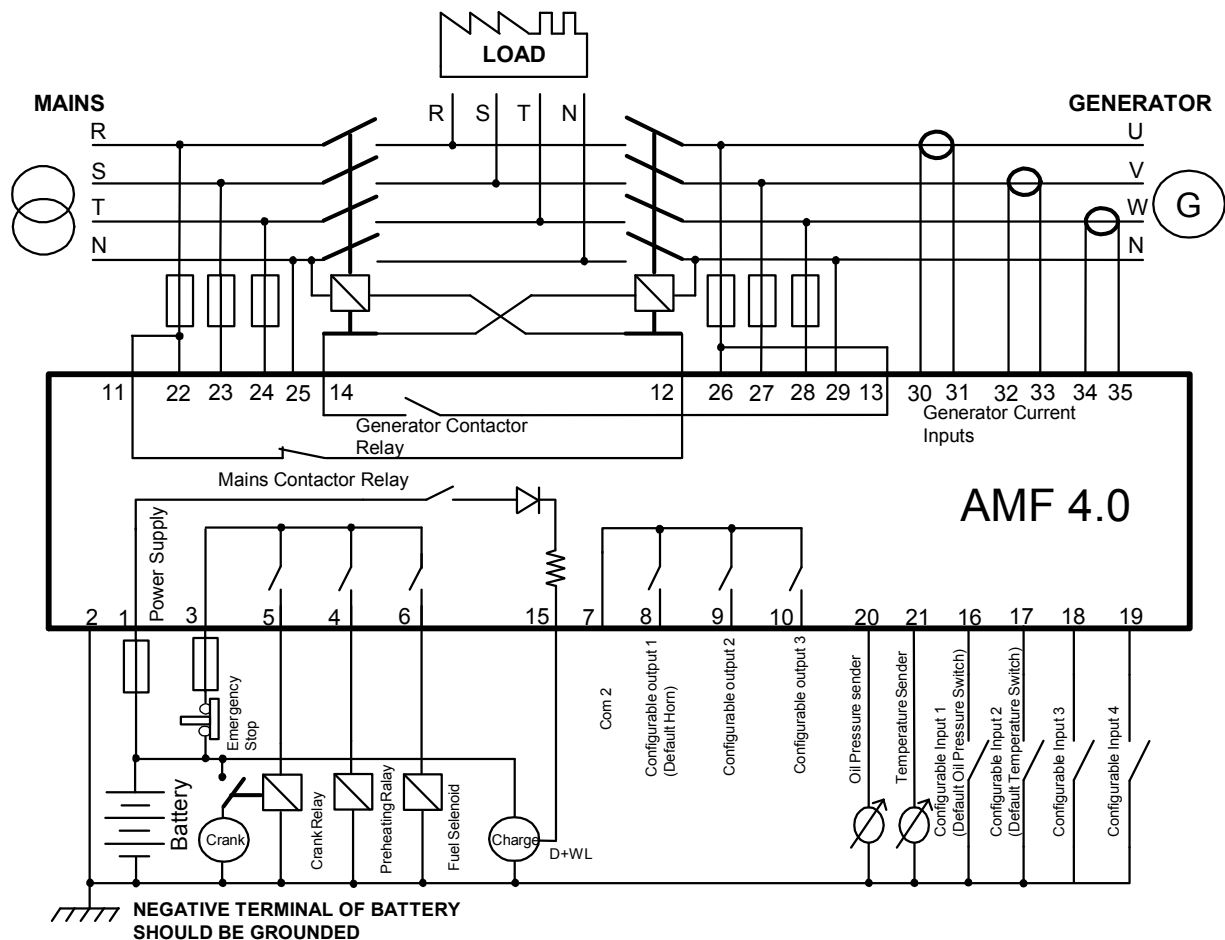 LOAD
MAINS
GENERATOR
R S T N
R
S
T
N
U
V
W
N
G
11 22 23 24 25 14 12 26 27 28 29 13 30 31 32 33 34 35
Generator Contactor
Relay
Generator Current
Inputs
Mains Contactor Relay
AMF 4.0
Power Supply
2 1 3 5 4 6 15 7 8 9 10 20 21 16 17 18 19
Emergency
Stop
Battery
Crank
Crank Relay
Preheating Ralay
Fuel Selenoid
Charge
D+WL
Com 2
Configurable output 1
(Default Horn)
Configurable output 2
Configurable output 3
Oil Pressure sender
Temperature Sender
Configurable Input 1
(Default Oil Pressure Switch)
Configurable Input 2
(Default Temperature Switch)
Configurable Input 3
Configurable Input 4
NEGATIVE TERMINAL OF BATTERY
SHOULD BE GROUNDED